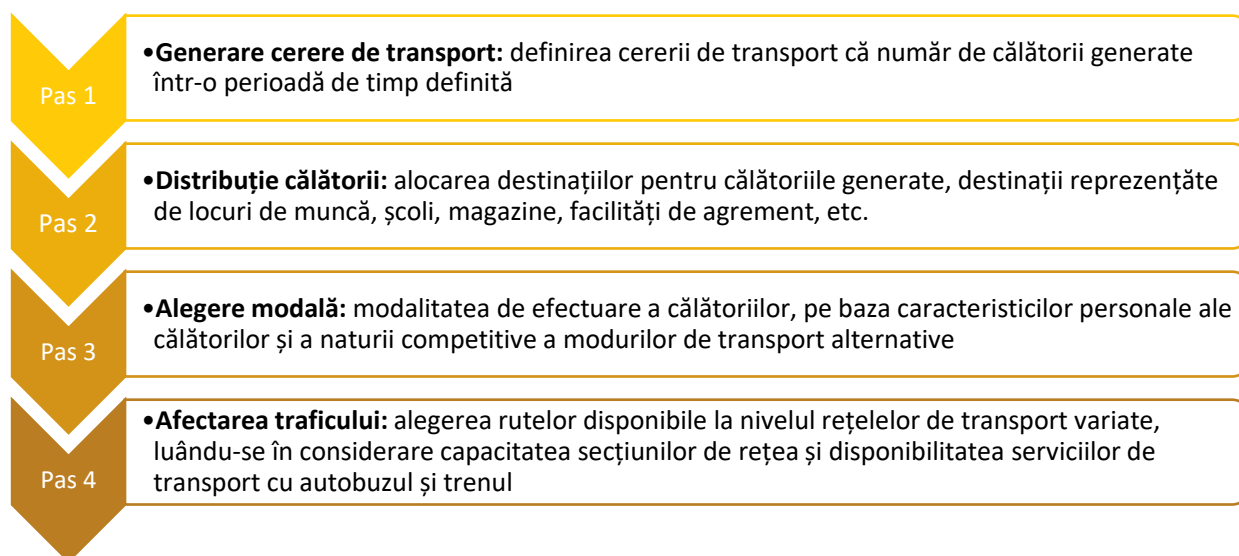 Pas 1
•Generare cerere de transport: definirea cererii de transport că număr de călătorii generate
într-o perioadă de timp definită
Pas 2
•Distribuție călătorii: alocarea destinațiilor pentru călătoriile generate, destinații reprezențăte
de locuri de muncă, școli, magazine, facilități de agrement, etc.
Pas 3
•Alegere modală: modalitatea de efectuare a călătoriilor, pe baza caracteristicilor personale ale
călătorilor și a naturii competitive a modurilor de transport alternative
Pas 4
•Afectarea traficului: alegerea rutelor disponibile la nivelul rețelelor de transport variate,
luându-se în considerare capacitatea secțiunilor de rețea și disponibilitatea serviciilor de
transport cu autobuzul și trenul